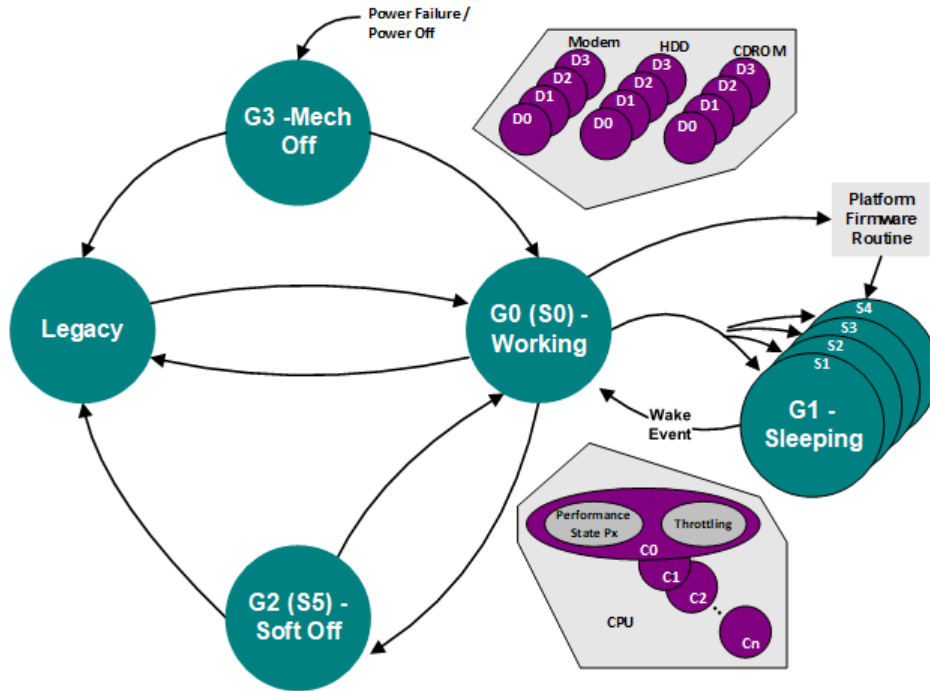 Power Failure /
Power Off
G3 -Mech
Off
Modem
HDD
CDROM
D3
D2
D1
D0
D3
D2
D1
D0
D3
D2
D1
D0
Platform
Firmware
Routine
Legacy
G0 (S0) -
Working
S4
S3
S2
S1
G1 -
Sleeping
Wake
Event
Performance
State Px
Throttling
C0
C1
C2
Cn
CPU
G2 (S5) -
Soft Off